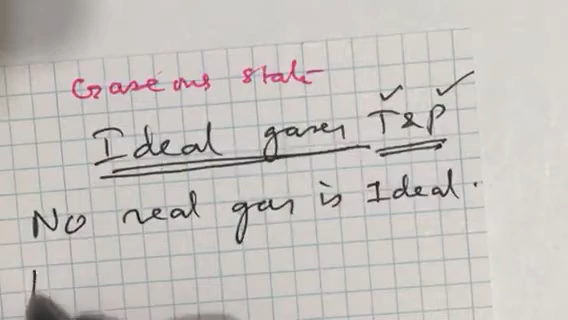 Gaseous state
Ideal gases T & P
No real gas is Ideal.